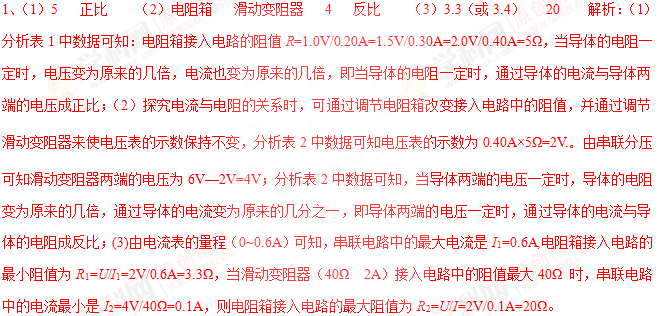 1、（1）5 正比 （2）电阻箱 滑动变阻器 4 反比 （3）3.3（或 3.4） 20 解析：（1）
分析表 1 中数据可知：电阻箱接入电路的阻值 R=1.0V/0.20A=1.5V/0.30A=2.0V/0.40A=5Ω，当导体的电阻一
定时，电压变为原来的几倍，电流也变为原来的几倍，即当导体的电阻一定时，通过导体的电流与导体两
端的电压成正比；（2）探究电流与电阻的关系时，可通过调节电阻箱改变接入电路中的阻值，并通过调节
滑动变阻器来使电压表的示数保持不变，分析表 2 中数据可知电压表的示数为 0.40A×5Ω=2V.。由串联分压
可知滑动变阻器两端的电压为 6V—2V=4V；分析表 2 中数据可知，当导体两端的电压一定时，导体的电阻
变为原来的几倍，通过导体的电流变为原来的几分之一，即导体两端的电压一定时，通过导体的电流与导
体的电阻成反比；(3)由电流表的量程（0~0.6A）可知，串联电路中的最大电流是 I1=0.6A,电阻箱接入电路的
最小阻值为 R1=U/I1=2V/0.6A=3.3Ω，当滑动变阻器（40Ω 2A）接入电路中的阻值最大 40Ω 时，串联电路
中的电流最小是 I2=4V/40Ω=0.1A，则电阻箱接入电路的最大阻值为 R2=U/I=2V/0.1A=20Ω。